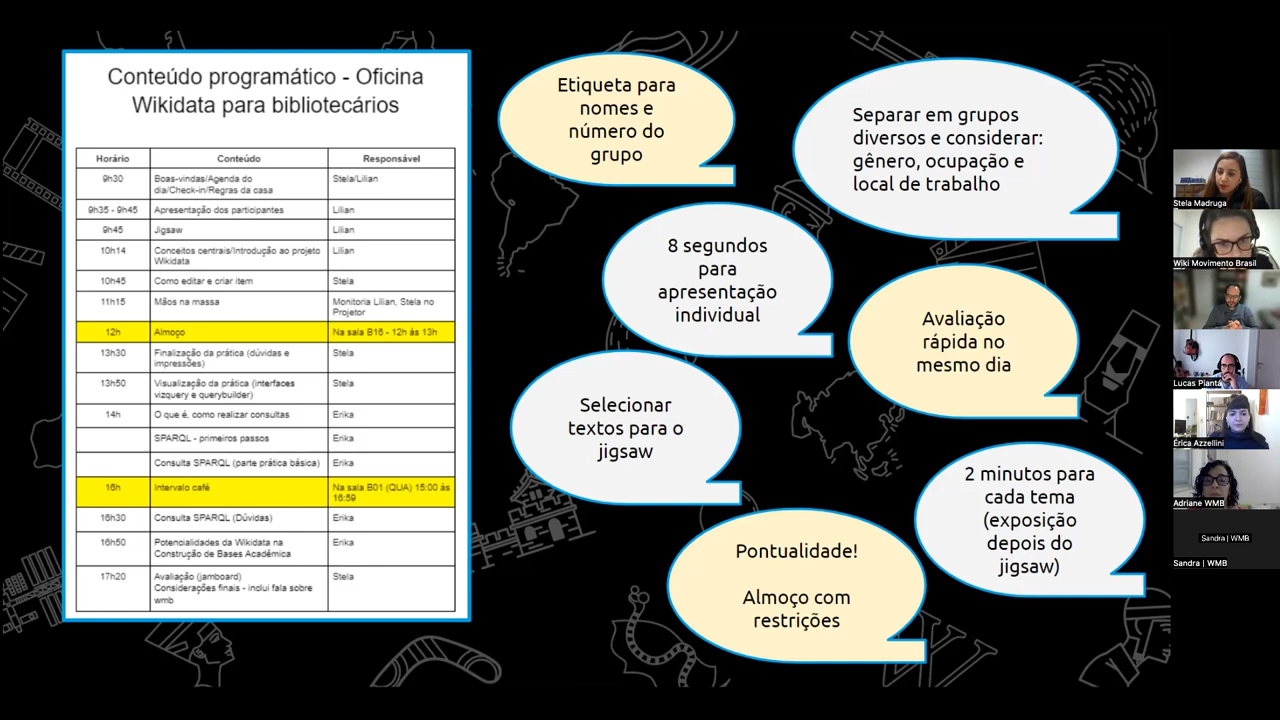 Conteúdo programático - Oficina
Wikidata para bibliotecários
Horário Conteúdo Responsável
9h30 Boas-vindas/Agenda do Stela/Lilian
dia/Check-in/Regras da casa
9h35 - 9h45 Apresentação dos participantes Lilian
9h45 Jigsaw Lilian
10h14 Conceitos centrais/Introdução ao projeto Lilian
Wikidata
10h45 Como editar e criar item Stela
11h15 Mãos na massa Monitoria Lilian, Stela no
Projetor
12h Almoço Na sala B16 - 12h às 13h
13h30 Finalização da prática (dúvidas e Stela
impressões)
13h50 Visualização da prática (interfaces Stela
vizquery e querybuilder)
14h O que é, como realizar consultas Erika
SPARQL - primeiros passos Erika
Consulta SPARQL (parte prática básica) Erika
16h Intervalo café Na sala B01 (QUA) 15:00 às
16:59
16h30 Consulta SPARQL (Dúvidas) Erika
16h50 Potencialidades da Wikidata na Erika
Construção de Bases Acadêmica
17h20 Avaliação (jamboard) Stela
Considerações finais - inclui fala sobre
wmb
Etiqueta para
nomes e
número do
grupo
Separar em grupos
diversos e considerar:
gênero, ocupação e
local de trabalho
8 segundos
para
apresentação
individual
Avaliação
rápida no
mesmo dia
Selecionar
textos para o
jigsaw
2 minutos para
cada tema
(exposição
depois do
jigsaw)
Pontualidade!
Almoço com
restrições
Stela Madruga
Wiki Movimento Brasil
Lucas Piantá
Érica Azzellini
Adriane WMB
Sandra | WMB
Sandra | WMB